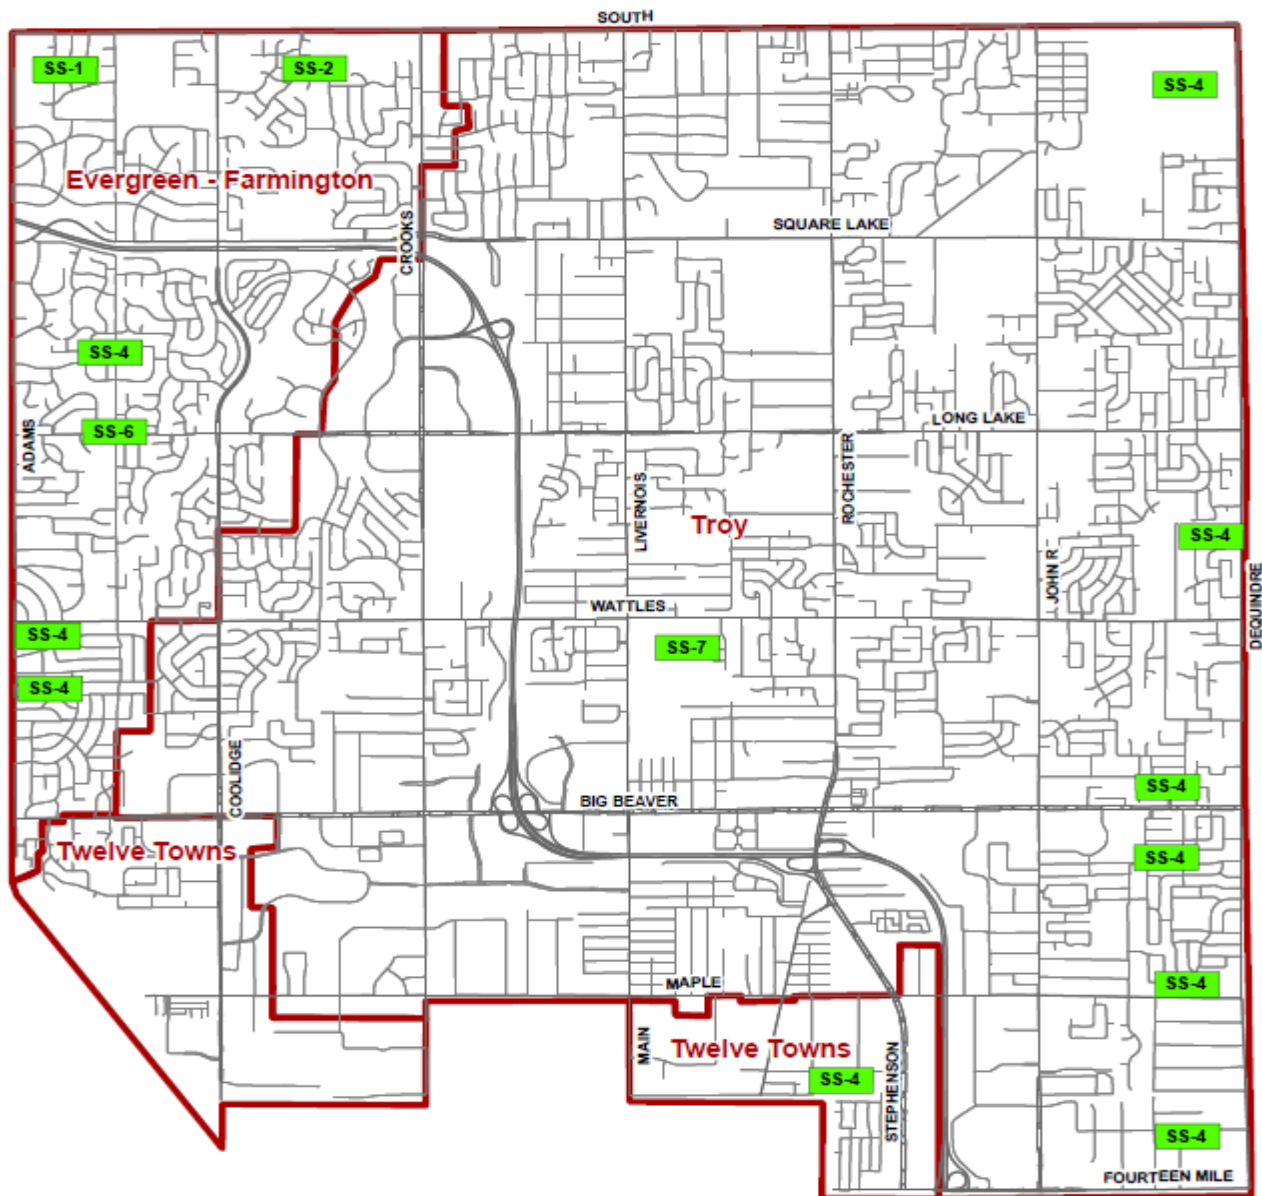 SOUTH
SS-1
SS-2
SS-4
Evergreen - Farmington
CROOKS
SQUARE LAKE
SS-4
ADAMS
SS-6
LONG LAKE
ROCHESTER
LIVERNOIS
Troy
SS-4
JOHN R
DEQUINDRE
WATTLES
SS-4
SS-7
SS-4
COOLIDGE
BIG BEAVER
SS-4
Twelve Towns
SS-4
MAPLE
SS-4
MAIN
Twelve Towns
STEPHENSON
SS-4
SS-4
FOURTEEN MILE